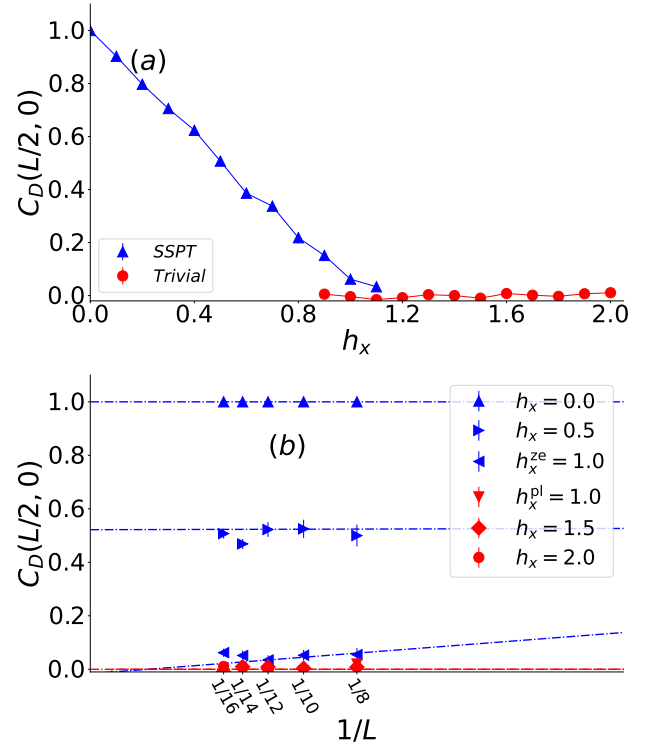 1.0
(a)
0.8
0.6
0.4
0.2
0.0
C_D(L/2, 0)
SSPT
Trivial
0.0 0.4 0.8 1.2 1.6 2.0
h_x
1.0
(b)
0.8
0.6
0.4
0.2
0.0
C_D(L/2, 0)
h_x = 0.0
h_x = 0.5
h_x^ze = 1.0
h_x^pl = 1.0
h_x = 1.5
h_x = 2.0
1/16 1/14 1/12 1/10 1/8
1/L